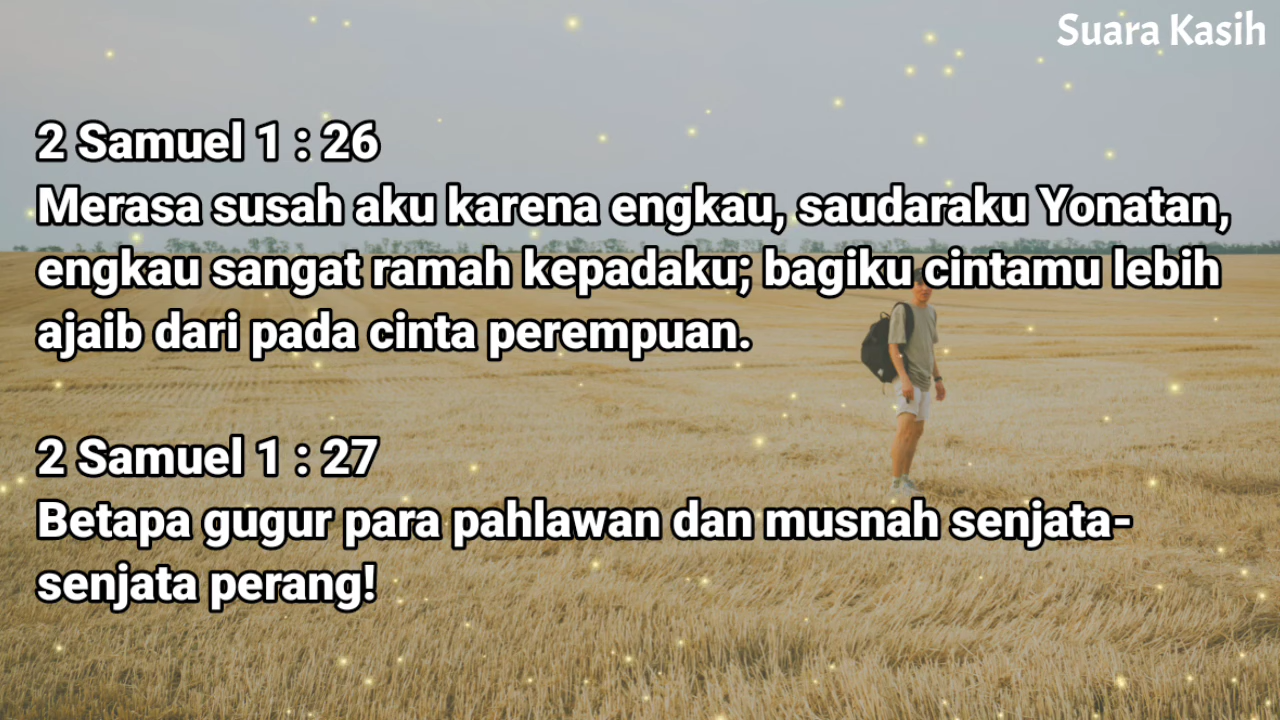 Suara Kasih
2 Samuel 1 : 26
Merasa susah aku karena engkau, saudaraku Yonatan,
engkau sangat ramah kepadaku; bagiku cintamu lebih
ajaib dari pada cinta perempuan.
2 Samuel 1 : 27
Betapa gugur para pahlawan dan musnah senjata-
senjata perang!